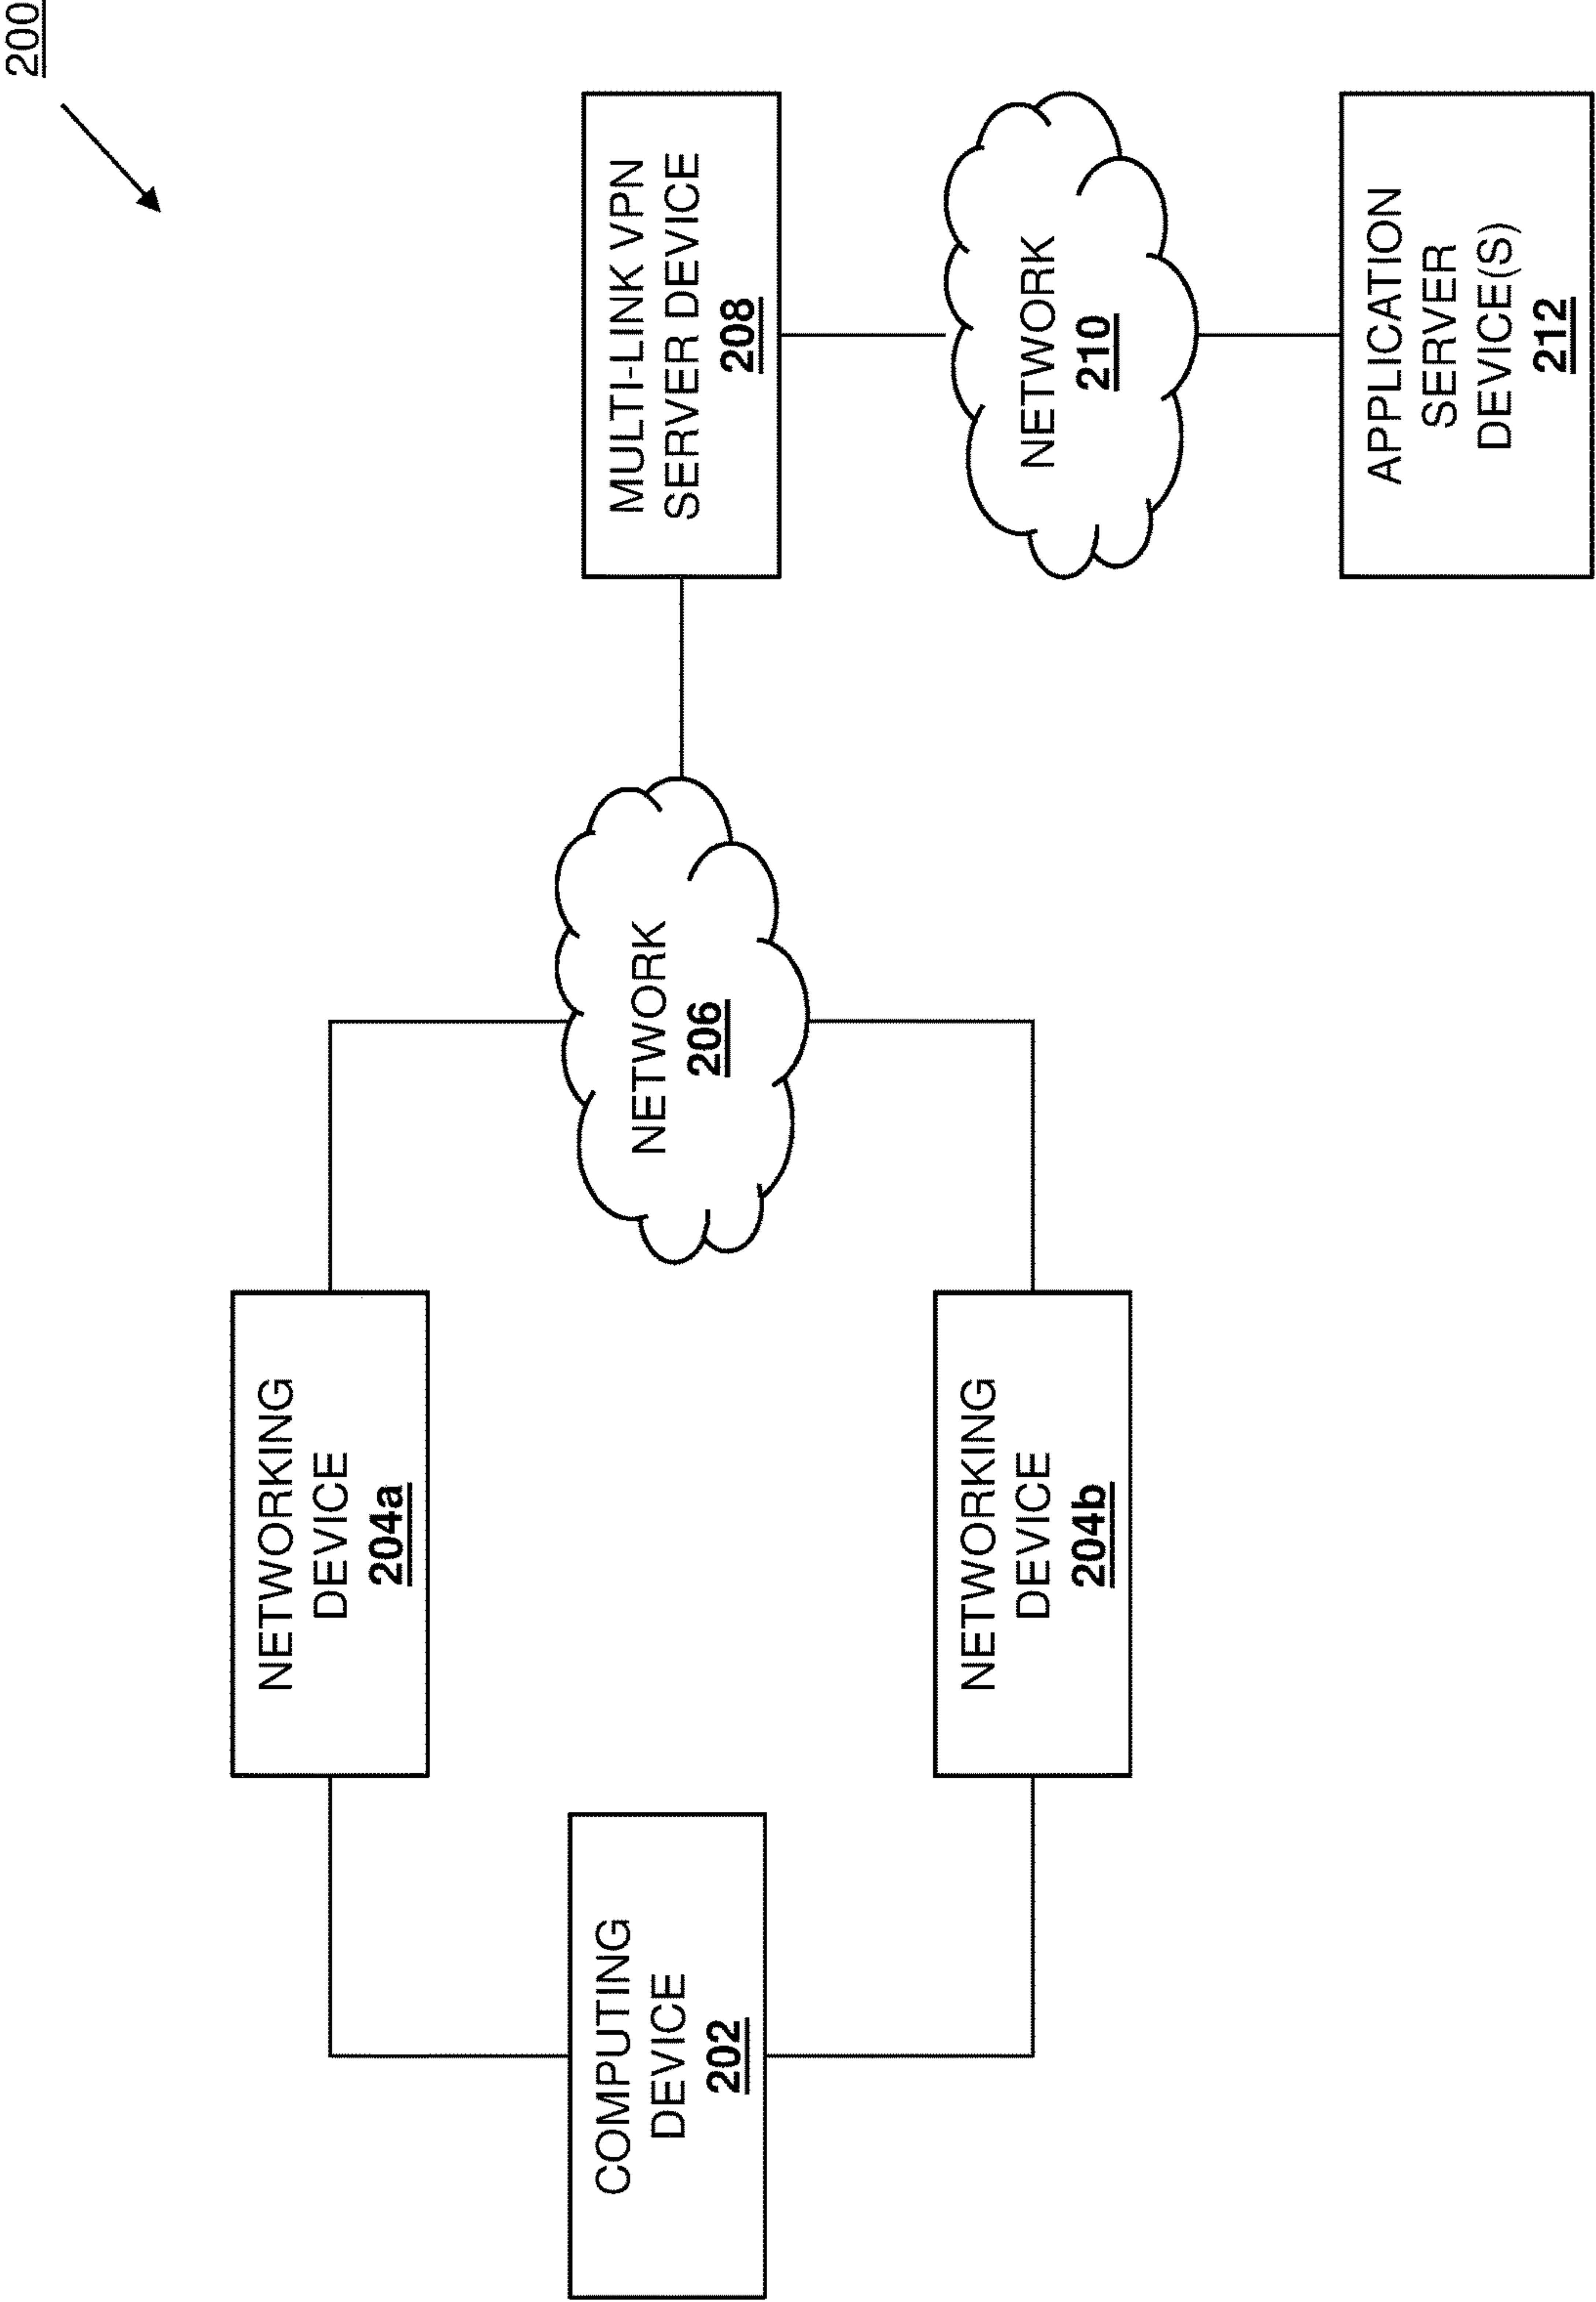 200
NETWORKING
DEVICE
204a
COMPUTING
DEVICE
202
NETWORK
206
MULTI-LINK VPN
SERVER DEVICE
208
NETWORKING
DEVICE
204b
NETWORK
210
APPLICATION
SERVER
DEVICE(S)
212